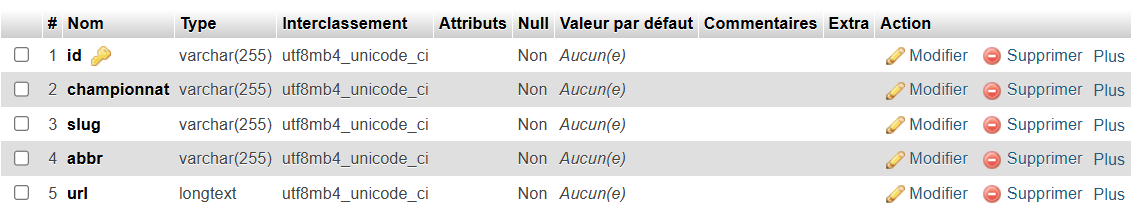 # Nom Type Interclassement Attributs Null Valeur par défaut Commentaires Extra Action
1 id varchar(255) utf8mb4_unicode_ci Non Aucun(e) Modifier Supprimer Plus
2 championnat varchar(255) utf8mb4_unicode_ci Non Aucun(e) Modifier Supprimer Plus
3 slug varchar(255) utf8mb4_unicode_ci Non Aucun(e) Modifier Supprimer Plus
4 abbr varchar(255) utf8mb4_unicode_ci Non Aucun(e) Modifier Supprimer Plus
5 url longtext utf8mb4_unicode_ci Non Aucun(e) Modifier Supprimer Plus